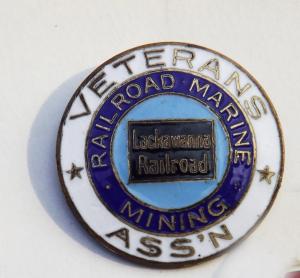 VETERANS
RAILROAD MARINE
Lackawanna
Railroad
MINING
ASS'N